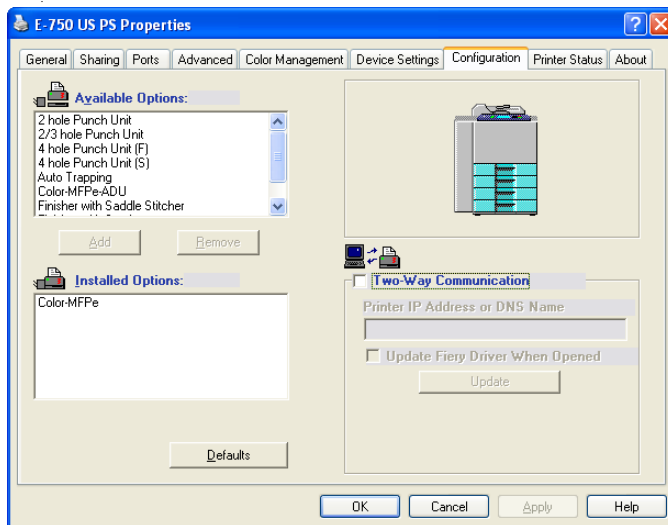 E-750 US PS Properties
General Sharing Ports Advanced Color Management Device Settings Configuration Printer Status About
Available Options:
2 hole Punch Unit
2/3 hole Punch Unit
4 hole Punch Unit (F)
4 hole Punch Unit (S)
Auto Trapping
Color-MFPe-ADU
Finisher with Saddle Stitcher
Add Remove
Installed Options:
Color-MFPe
Defaults
Two-Way Communication
Printer IP Address or DNS Name
Update Fiery Driver When Opened
Update
OK Cancel Apply Help